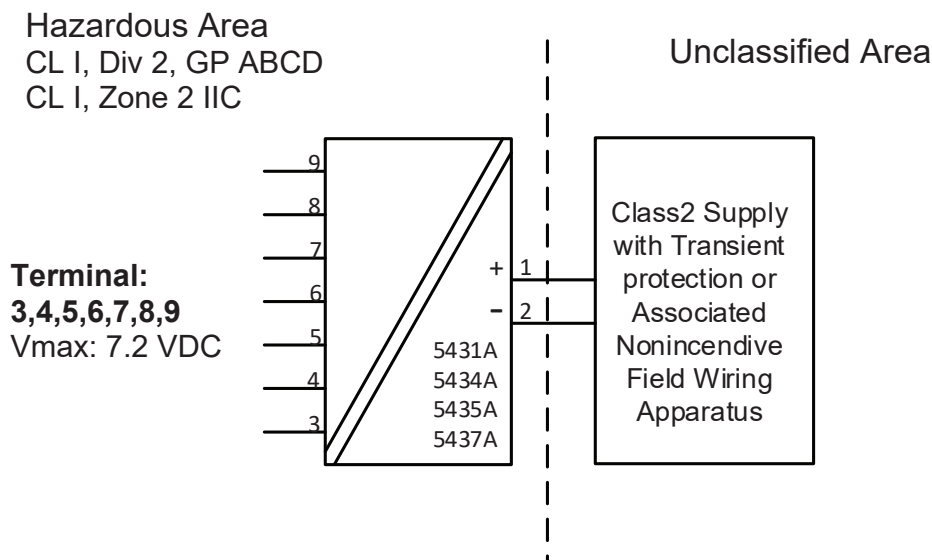 Hazardous Area
CL I, Div 2, GP ABCD
CL I, Zone 2 IIC
Unclassified Area
9
8
7
6
5
4
3
Terminal:
3,4,5,6,7,8,9
Vmax: 7.2 VDC
+ 1
- 2
5431A
5434A
5435A
5437A
Class2 Supply
with Transient
protection or
Associated
Nonincendive
Field Wiring
Apparatus